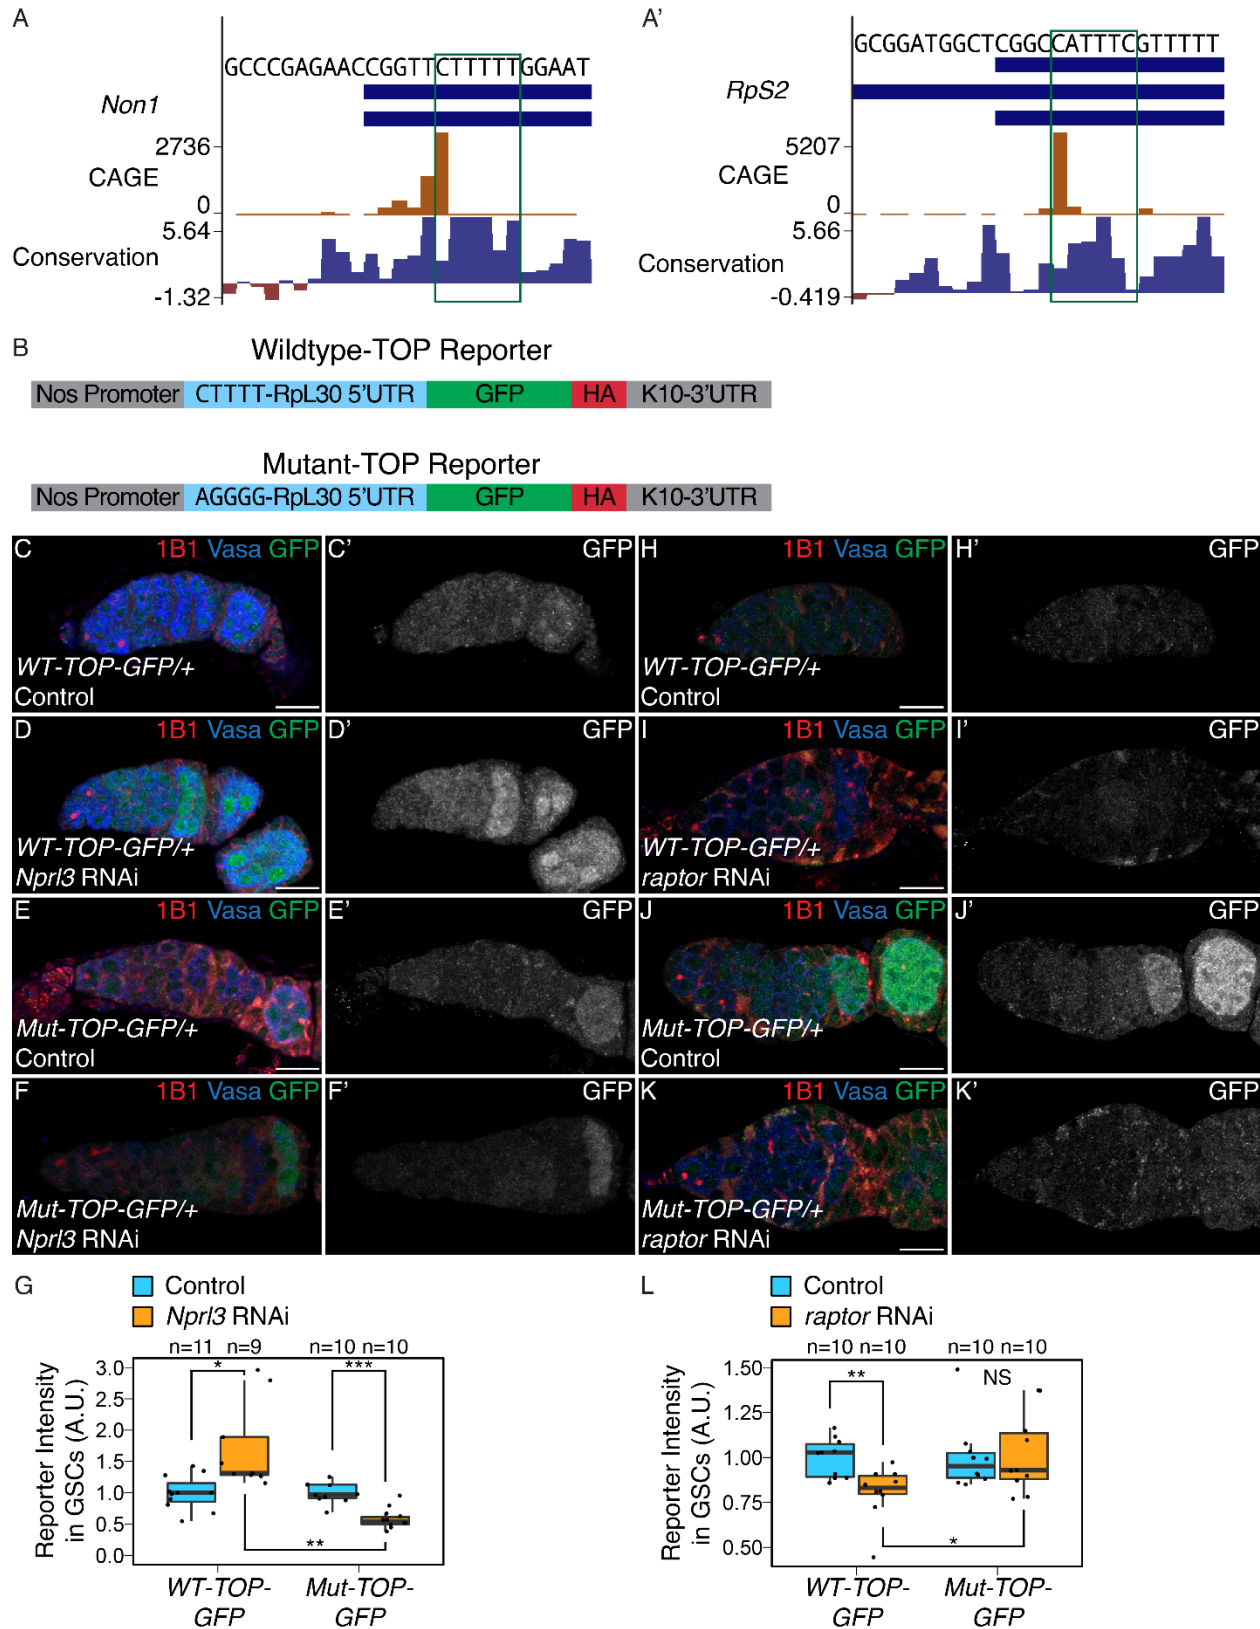 A
GCCCGAGAACCGGTTCTTTTTGGAAT
Non1
2736
CAGE
0
5.64
Conservation
-1.32
A'
GCGGATGGCTCGGCCATTTCGTTTTT
RpS2
5207
CAGE
0
5.66
Conservation
-0.419
B
Wildtype-TOP Reporter
Nos Promoter CTTTT-RpL30 5'UTR GFP HA K10-3'UTR
Mutant-TOP Reporter
Nos Promoter AGGGG-RpL30 5'UTR GFP HA K10-3'UTR
C 1B1 Vasa GFP
WT-TOP-GFP/+
Control
C' GFP
H 1B1 Vasa GFP
WT-TOP-GFP/+
Control
H' GFP
D 1B1 Vasa GFP
WT-TOP-GFP/+
Nprl3 RNAi
D' GFP
I 1B1 Vasa GFP
WT-TOP-GFP/+
raptor RNAi
I' GFP
E 1B1 Vasa GFP
Mut-TOP-GFP/+
Control
E' GFP
J 1B1 Vasa GFP
Mut-TOP-GFP/+
Control
J' GFP
F 1B1 Vasa GFP
Mut-TOP-GFP/+
Nprl3 RNAi
F' GFP
K 1B1 Vasa GFP
Mut-TOP-GFP/+
raptor RNAi
K' GFP
G
Control
Nprl3 RNAi
n=11 n=9 n=10 n=10
* ***
**
3.0
2.5
2.0
1.5
1.0
0.5
0.0
Reporter Intensity
in GSCs (A.U.)
WT-TOP-
GFP
Mut-TOP-
GFP
L
Control
raptor RNAi
n=10 n=10 n=10 n=10
** NS
*
1.50
1.25
1.00
0.75
0.50
Reporter Intensity
in GSCs (A.U.)
WT-TOP-
GFP
Mut-TOP-
GFP